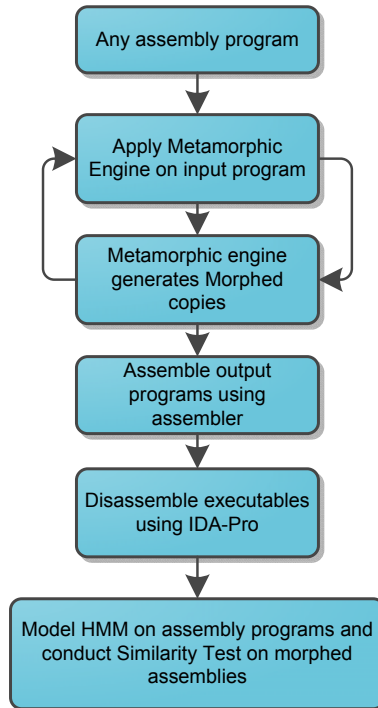 Any assembly program
Apply Metamorphic
Engine on input program
Metamorphic engine
generates Morphed
copies
Assemble output
programs using
assembler
Disassemble executables
using IDA-Pro
Model HMM on assembly programs and
conduct Similarity Test on morphed
assemblies